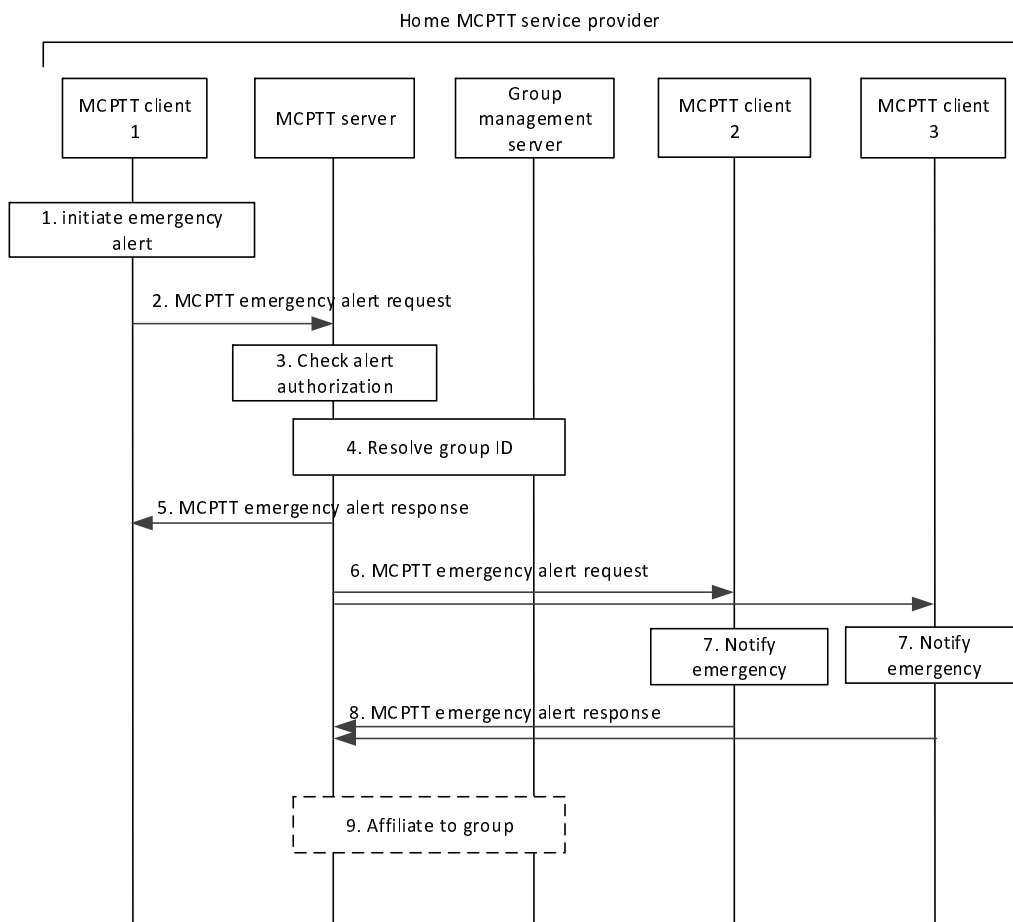 Home MCPTT service provider
MCPTT client
1
MCPTT server
Group
management
server
MCPTT client
2
MCPTT client
3
1. initiate emergency
alert
2. MCPTT emergency alert request
3. Check alert
authorization
4. Resolve group ID
5. MCPTT emergency alert response
6. MCPTT emergency alert request
7. Notify
emergency
7. Notify
emergency
8. MCPTT emergency alert response
9. Affiliate to group